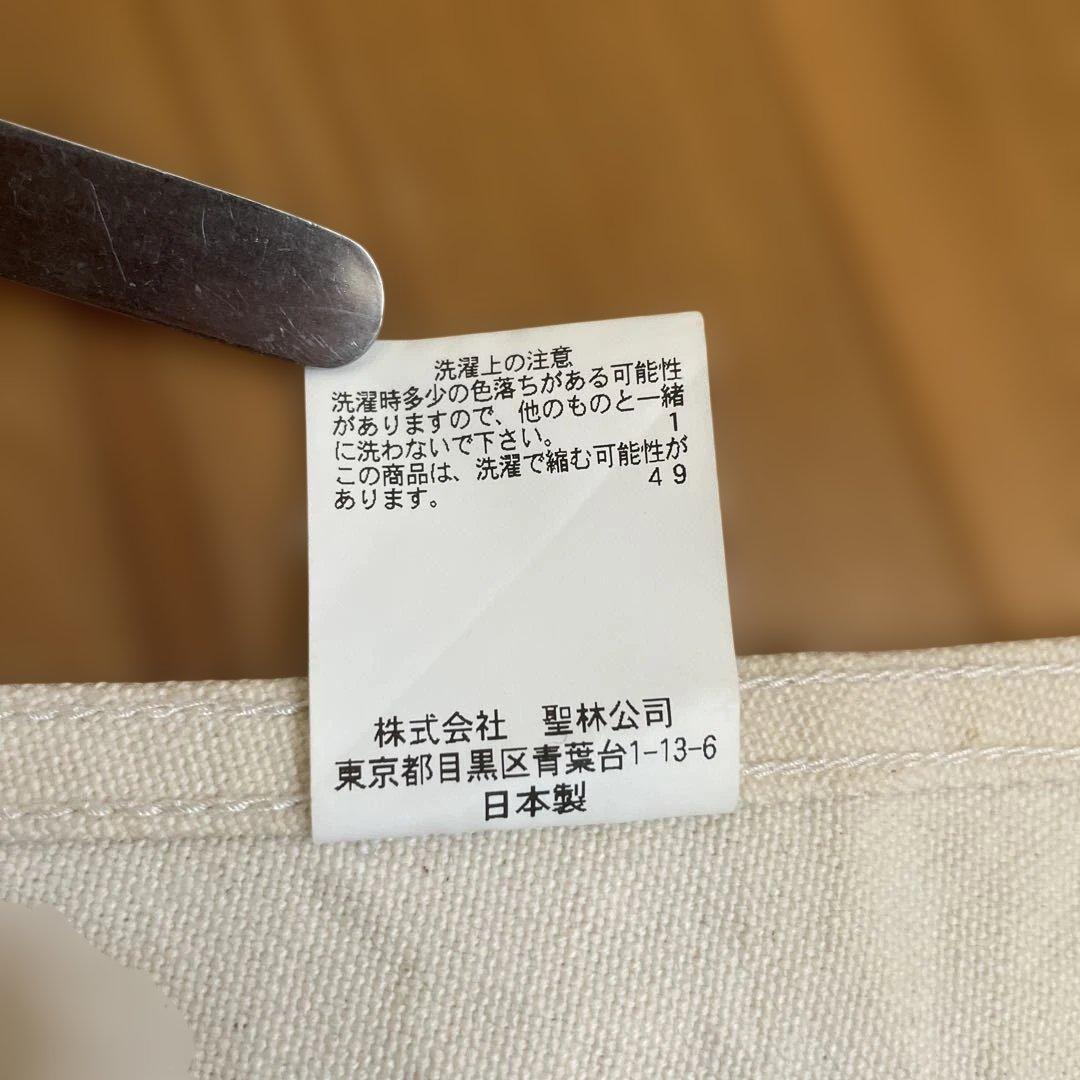 洗濯上の注意
洗濯時多少の色落ちがある可能性
がありますので、他のものと一緒
1
に洗わないで下さい。
この商品は、洗濯で縮む可能性が
49
あります。
株式会社　聖林公司
東京都目黒区青葉台1-13-6
日本製